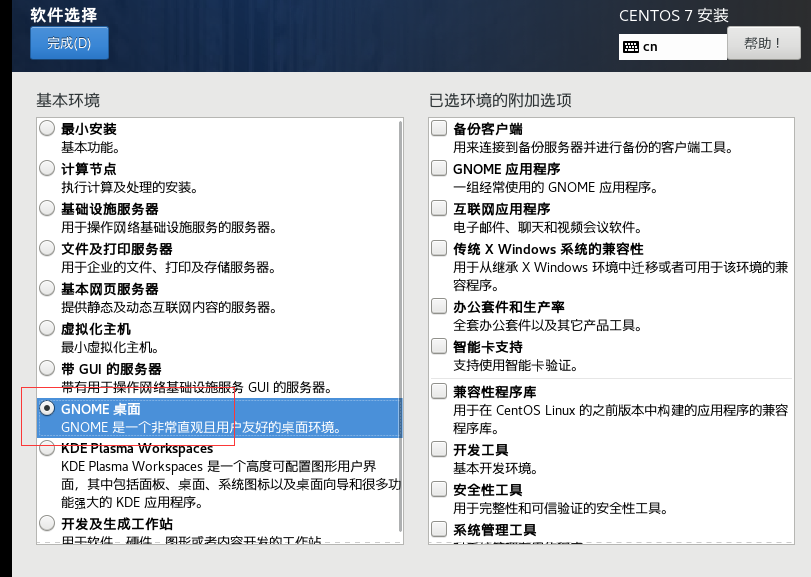 软件选择
完成(D)
CENTOS 7 安装
cn
帮助！
基本环境
最小安装
基本功能。
计算节点
执行计算及处理的安装。
基础设施服务器
用于操作网络基础设施服务的服务器。
文件及打印服务器
用于企业的文件、打印及存储服务器。
基本网页服务器
提供静态及动态互联网内容的服务器。
虚拟化主机
最小虚拟化主机。
带 GUI 的服务器
带有用于操作网络基础设施服务 GUI 的服务器。
GNOME 桌面
GNOME 是一个非常直观且用户友好的桌面环境。
KDE Plasma Workspaces
KDE Plasma Workspaces 是一个高度可配置图形用户界
面，其中包括面板、桌面、系统图标以及桌面向导和很多功
能强大的 KDE 应用程序。
开发及生成工作站
用于软件、硬件、图形或者内容开发的工作站
已选环境的附加选项
备份客户端
用来连接到备份服务器并进行备份的客户端工具。
GNOME 应用程序
一组经常使用的 GNOME 应用程序。
互联网应用程序
电子邮件、聊天和视频会议软件。
传统 X Windows 系统的兼容性
用于从继承 X Windows 环境中迁移或者可用于该环境的兼
容程序。
办公套件和生产率
全套办公套件以及其它产品工具。
智能卡支持
支持使用智能卡验证。
兼容性程序库
用于在 CentOS Linux 的之前版本中构建的应用程序的兼容
程序库。
开发工具
基本开发环境。
安全性工具
用于完整性和可信验证的安全性工具。
系统管理工具